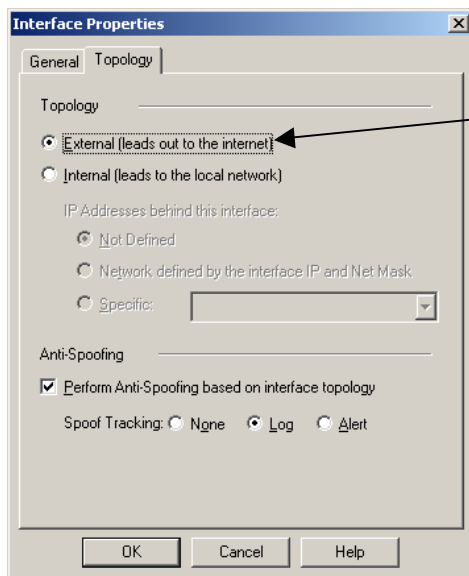 Interface Properties
General Topology
Topology
External (leads out to the internet)
Internal (leads to the local network)
IP Addresses behind this interface:
Not Defined
Network defined by the interface IP and Net Mask
Specific:
Anti-Spoofing
Perform Anti-Spoofing based on interface topology
Spoof Tracking: None Log Alert
OK Cancel Help